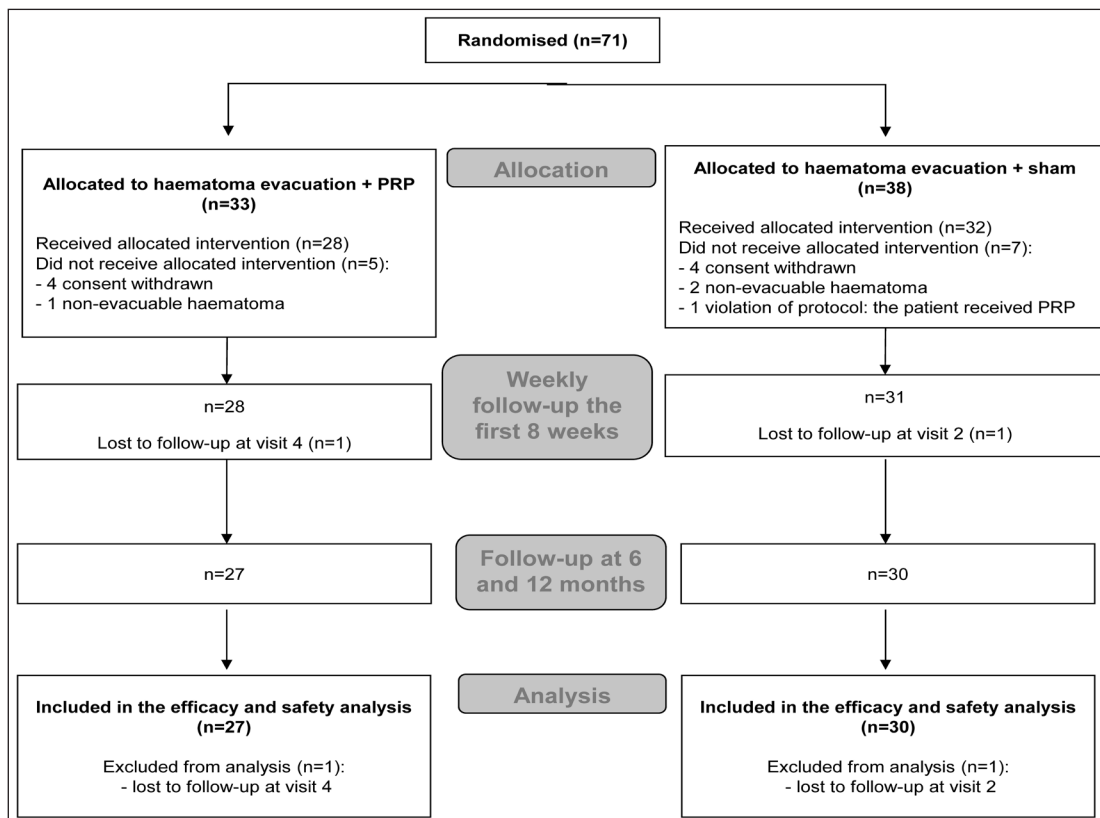 Randomised (n=71)
Allocation
Allocated to haematoma evacuation + PRP
(n=33)
Received allocated intervention (n=28)
Did not receive allocated intervention (n=5):
- 4 consent withdrawn
- 1 non-evacuable haematoma
Allocated to haematoma evacuation + sham
(n=38)
Received allocated intervention (n=32)
Did not receive allocated intervention (n=7):
- 4 consent withdrawn
- 2 non-evacuable haematoma
- 1 violation of protocol: the patient received PRP
Weekly
follow-up the
first 8 weeks
n=28
Lost to follow-up at visit 4 (n=1)
n=31
Lost to follow-up at visit 2 (n=1)
Follow-up at 6
and 12 months
n=27
n=30
Analysis
Included in the efficacy and safety analysis
(n=27)
Excluded from analysis (n=1):
- lost to follow-up at visit 4
Included in the efficacy and safety analysis
(n=30)
Excluded from analysis (n=1):
- lost to follow-up at visit 2